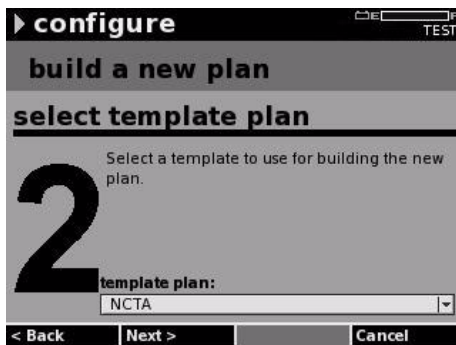 configure
E F
TEST
build a new plan
select template plan
2
Select a template to use for building the new
plan.
template plan:
NCTA
< Back Next > Cancel